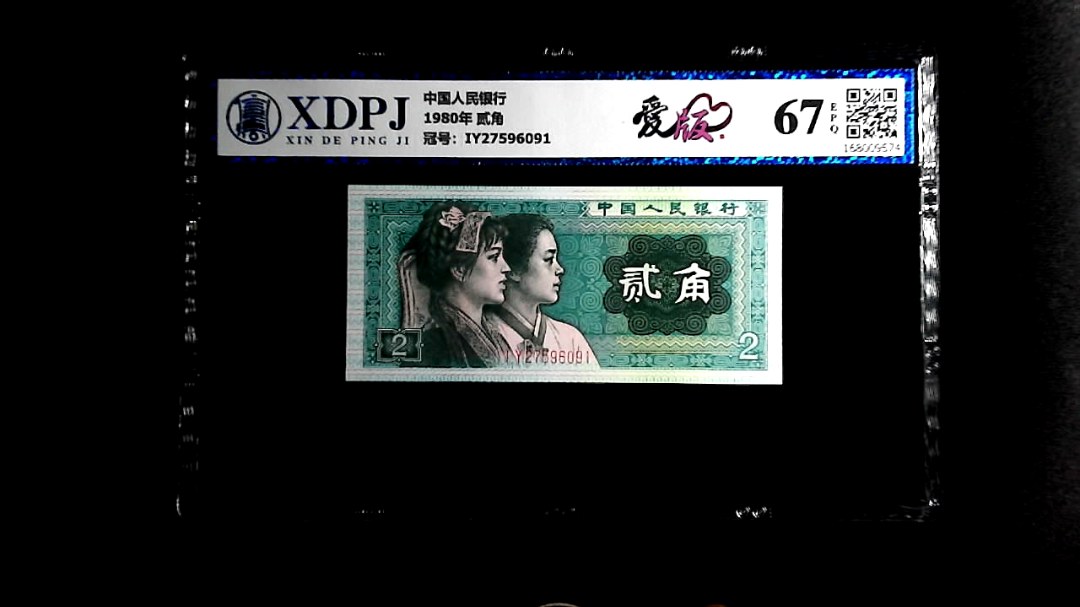 XDPJ
XIN DE PING JI
中国人民银行
1980年 贰角
冠号: IY27596091
爱版
67
EPQ
168009574
中国人民银行
贰角
2
2
IY27596091